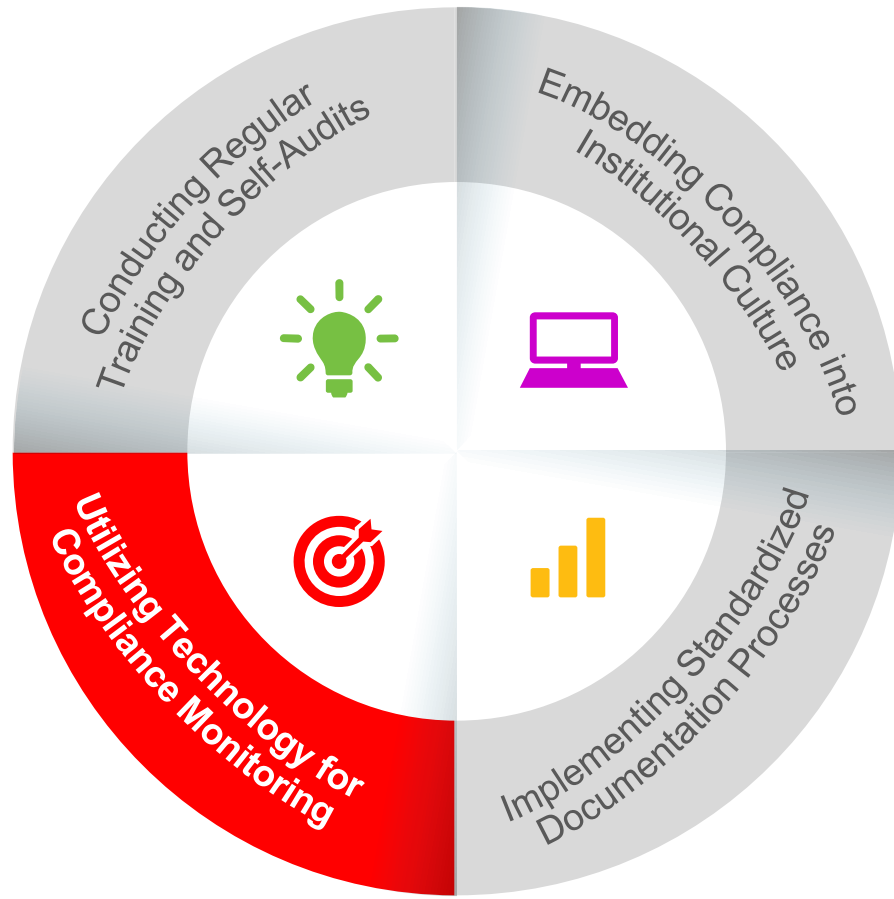 Conducting Regular
Training and Self-Audits
Embedding Compliance into
Institutional Culture
Utilizing Technology for
Compliance Monitoring
Implementing Standardized
Documentation Processes